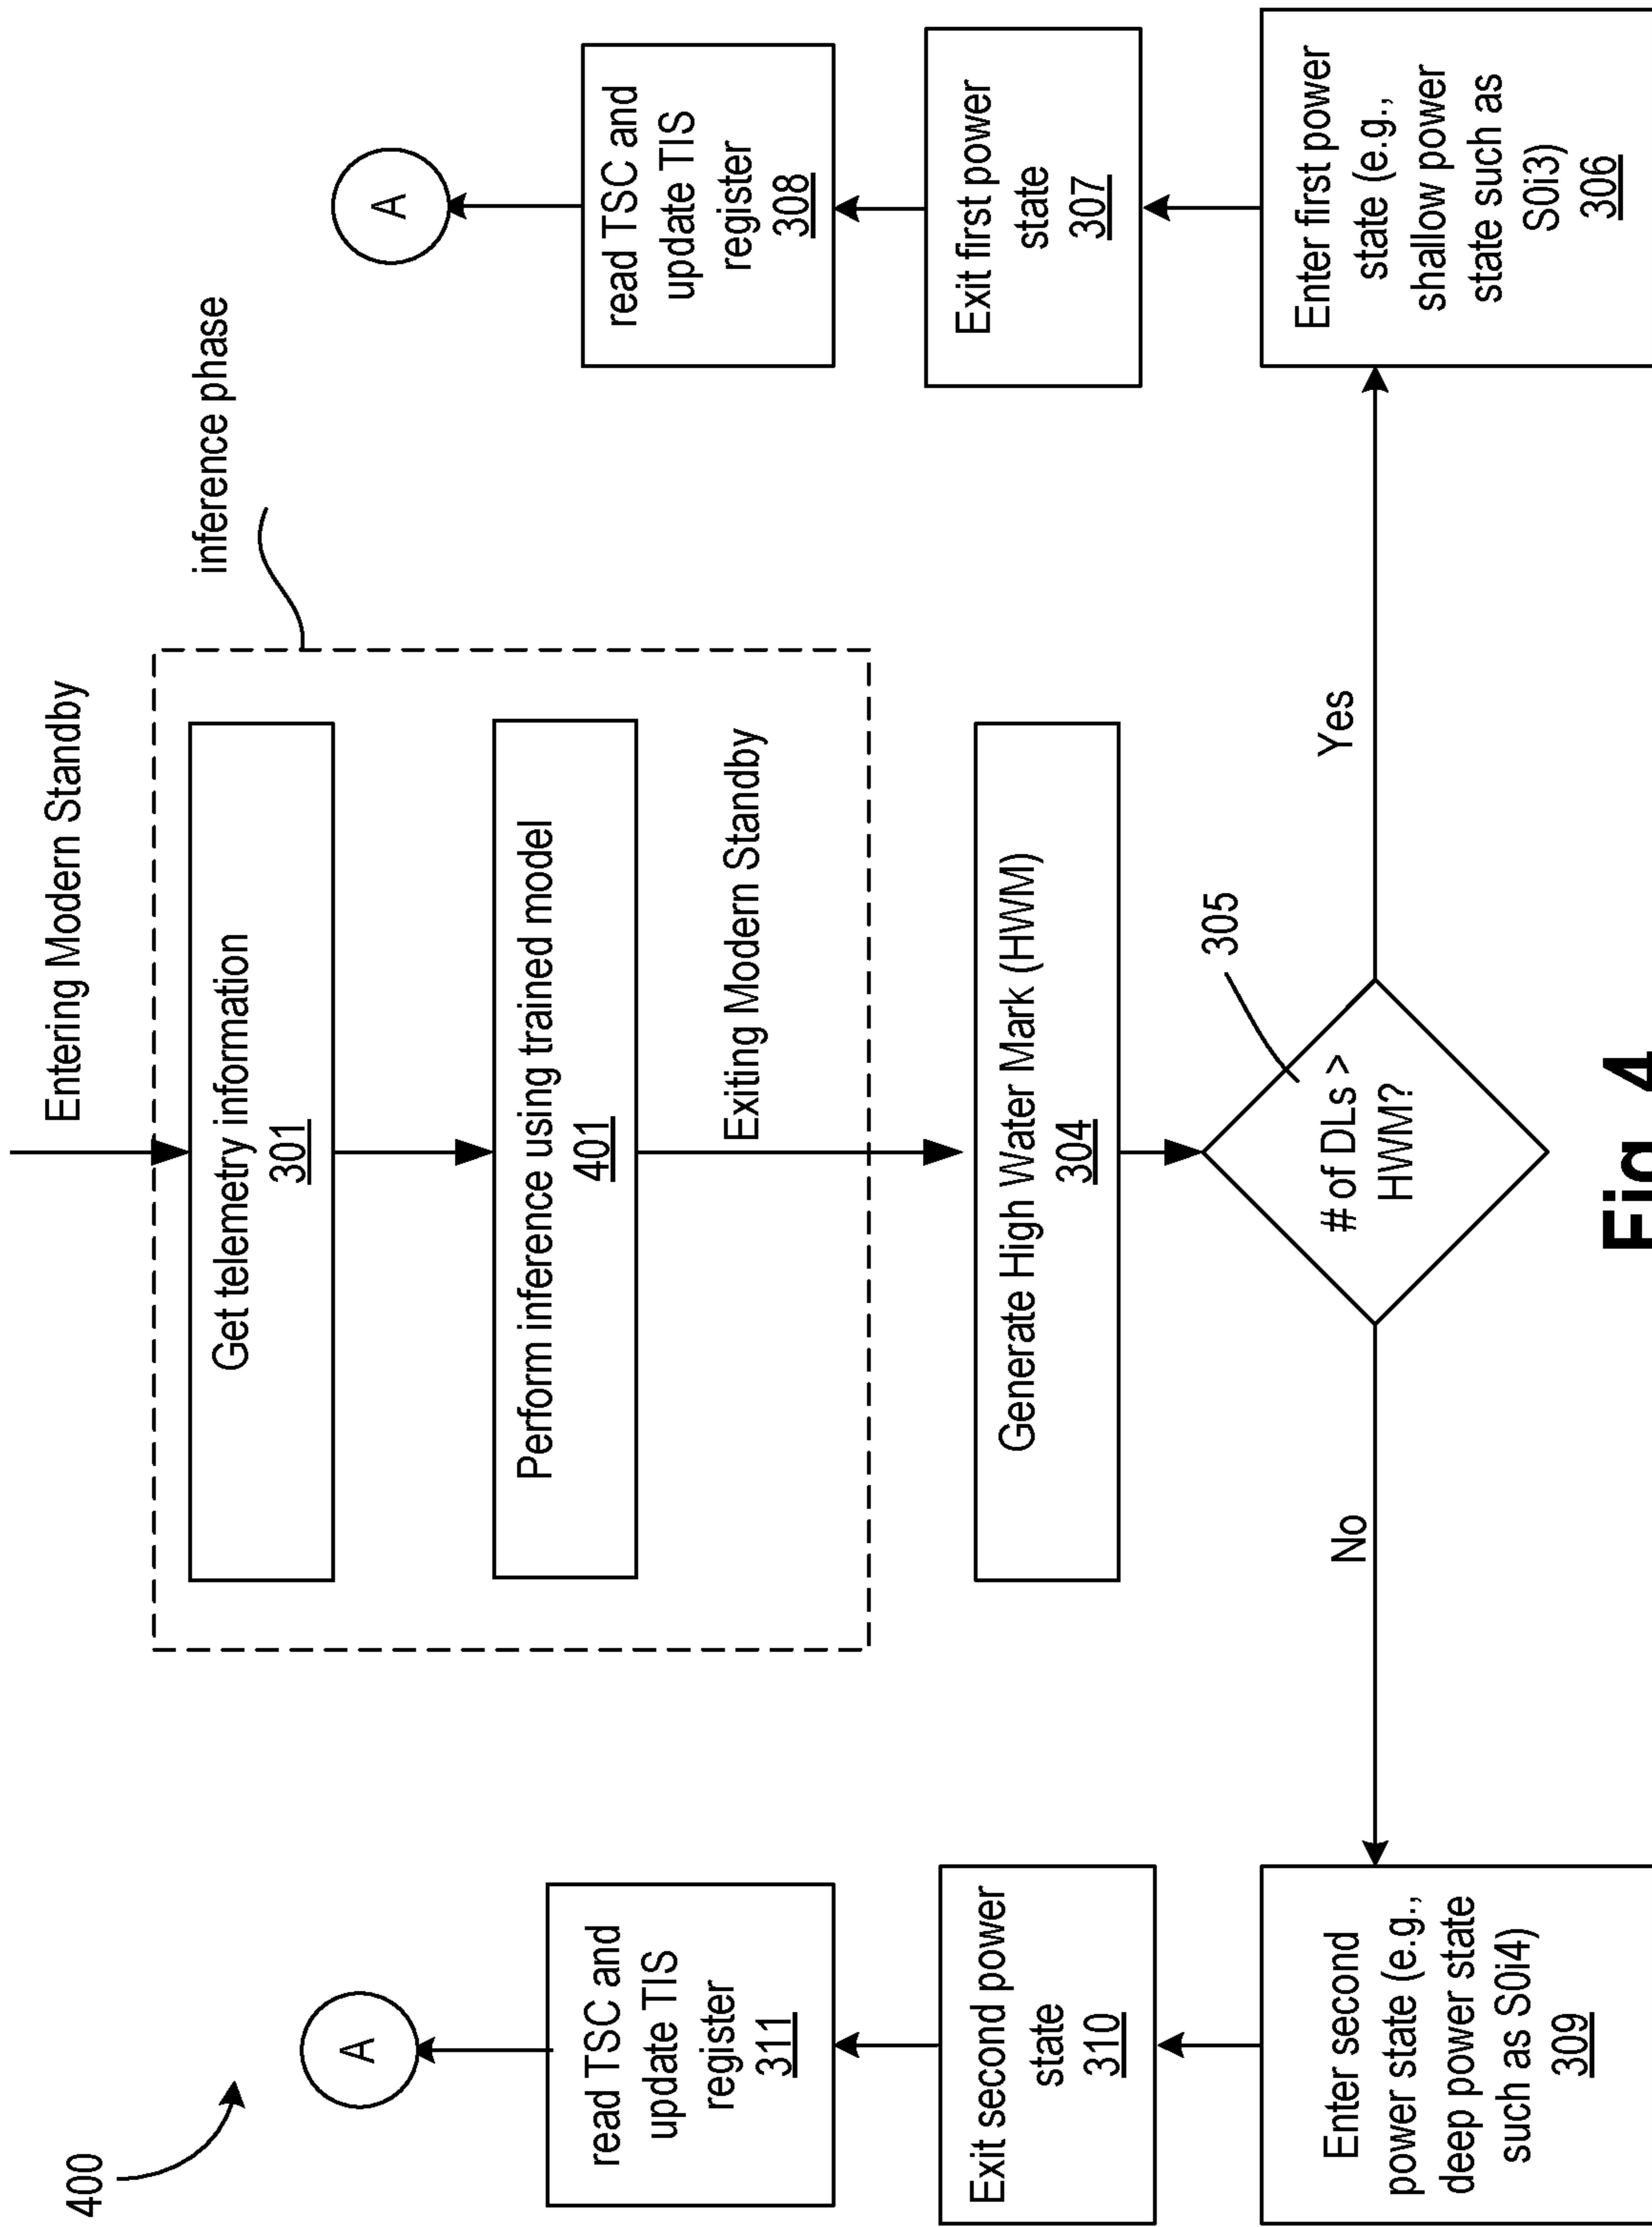 400
Entering Modern Standby
inference phase
Get telemetry information
301
Perform inference using trained model
401
Exiting Modern Standby
Generate High Water Mark (HWM)
304
305
# of DLs >
HWM?
No
Yes
A
read TSC and
update TIS
register
311
Exit second power
state
310
Enter second
power state (e.g.,
deep power state
such as S0i4)
309
A
read TSC and
update TIS
register
308
Exit first power
state
307
Enter first power
state (e.g.,
shallow power
state such as
S0i3)
306
Fig. 4